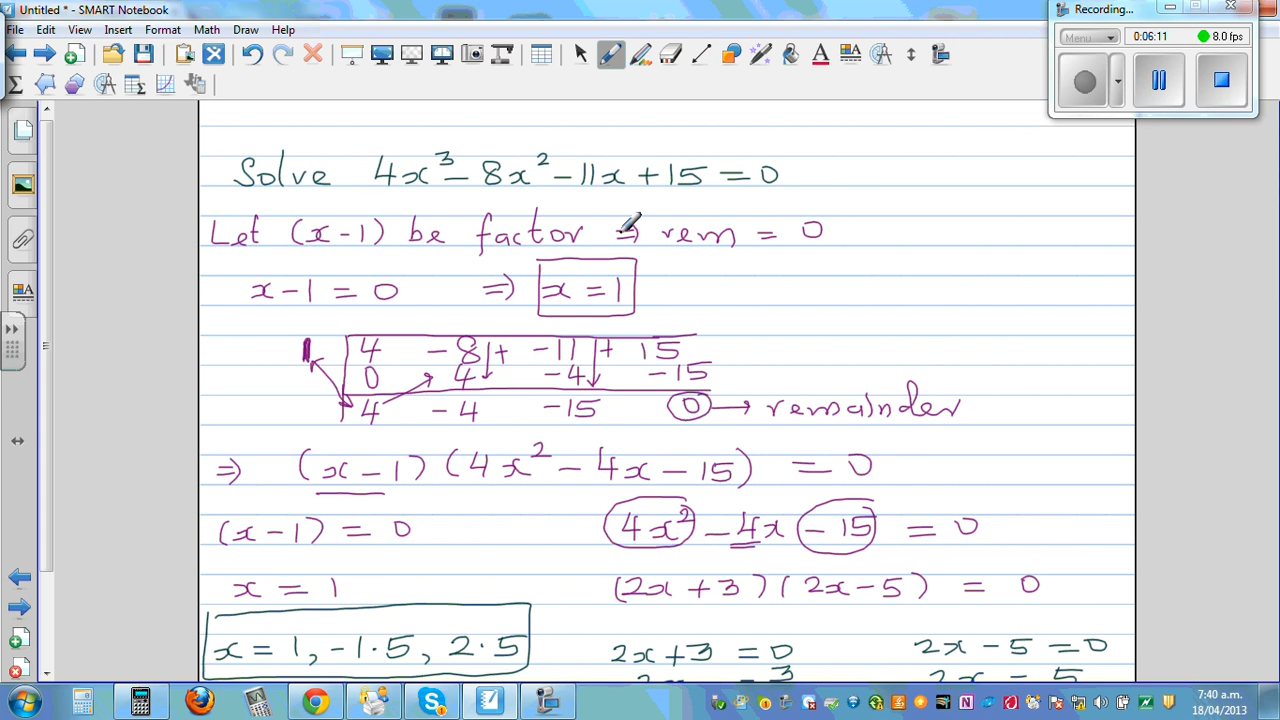 Untitled * - SMART Notebook
File Edit View Insert Format Math Draw Help
Recording...
Menu 0:06:11 8.0 fps
Solve 4x³ - 8x² - 11x + 15 = 0
Let (x-1) be factor ⇒ rem = 0
x - 1 = 0 ⇒ x = 1
1 4 -8 + -11 + 15
0 4 -4 -15
4 -4 -15 0 → remainder
⇒ (x-1)(4x² - 4x - 15) = 0
(x-1) = 0 4x² - 4x - 15 = 0
x = 1 (2x+3)(2x-5) = 0
x = 1, -1·5, 2·5 2x+3 = 0 2x - 5 = 0
7:40 a.m.
18/04/2013